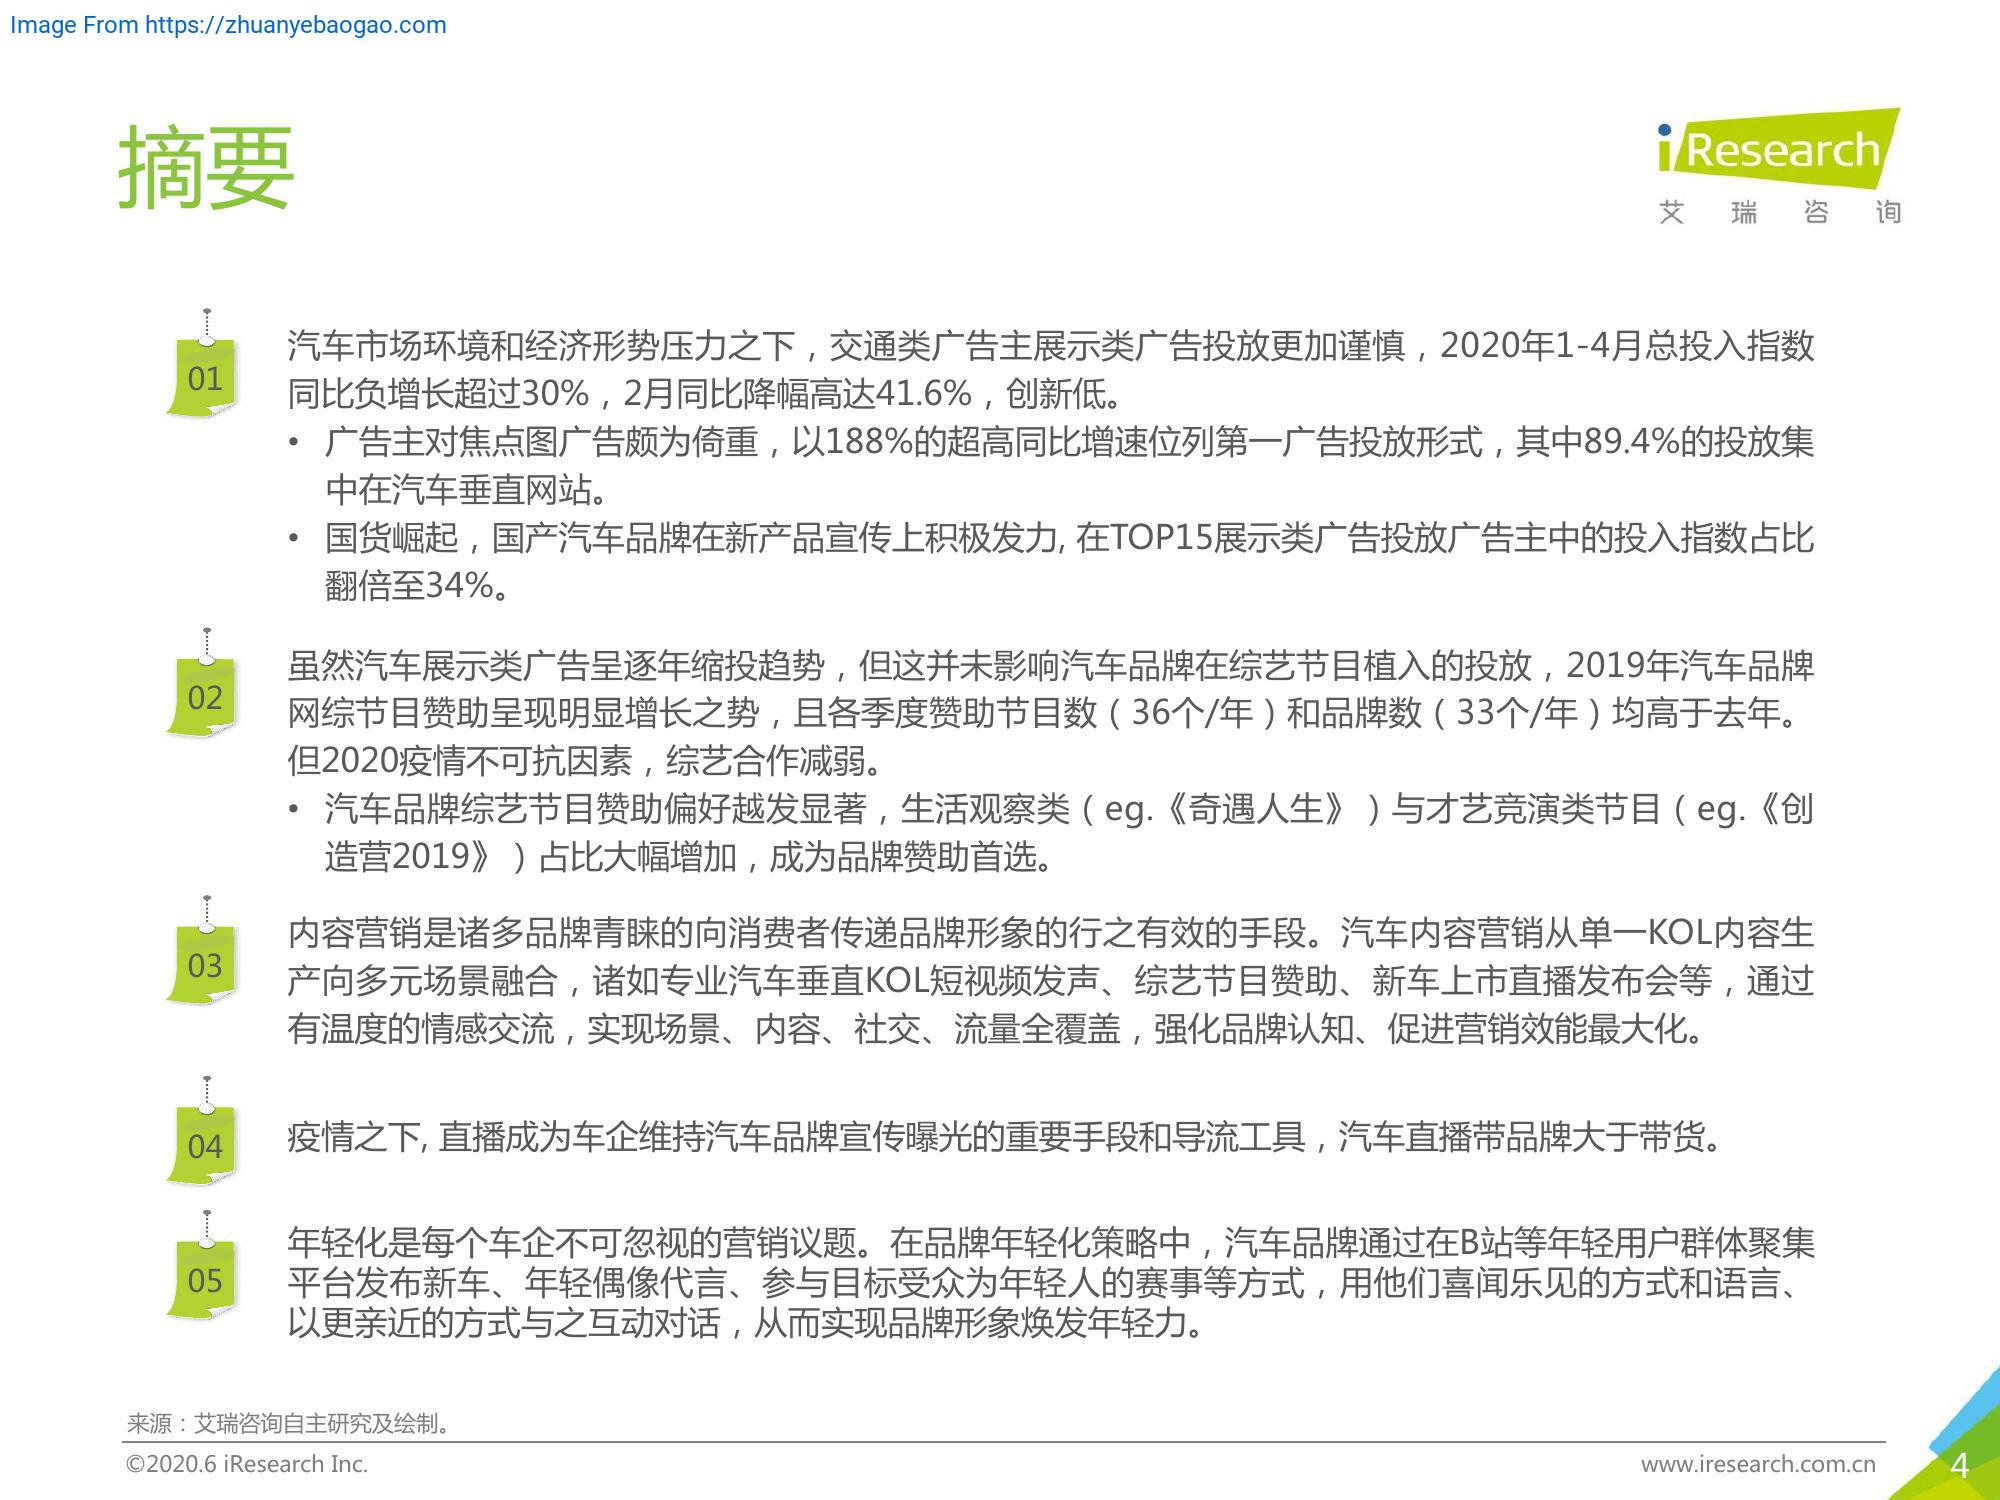 Image From https://zhuanyebaogao.com
摘要
iResearch
艾瑞咨询
01
汽车市场环境和经济形势压力之下，交通类广告主展示类广告投放更加谨慎，2020年1-4月总投入指数
同比负增长超过30%，2月同比降幅高达41.6%，创新低。
• 广告主对焦点图广告颇为倚重，以188%的超高同比增速位列第一广告投放形式，其中89.4%的投放集
中在汽车垂直网站。
• 国货崛起，国产汽车品牌在新产品宣传上积极发力, 在TOP15展示类广告投放广告主中的投入指数占比
翻倍至34%。
02
虽然汽车展示类广告呈逐年缩投趋势，但这并未影响汽车品牌在综艺节目植入的投放，2019年汽车品牌
网综节目赞助呈现明显增长之势，且各季度赞助节目数（36个/年）和品牌数（33个/年）均高于去年。
但2020疫情不可抗因素，综艺合作减弱。
• 汽车品牌综艺节目赞助偏好越发显著，生活观察类（eg.《奇遇人生》）与才艺竞演类节目（eg.《创
造营2019》）占比大幅增加，成为品牌赞助首选。
03
内容营销是诸多品牌青睐的向消费者传递品牌形象的行之有效的手段。汽车内容营销从单一KOL内容生
产向多元场景融合，诸如专业汽车垂直KOL短视频发声、综艺节目赞助、新车上市直播发布会等，通过
有温度的情感交流，实现场景、内容、社交、流量全覆盖，强化品牌认知、促进营销效能最大化。
04
疫情之下, 直播成为车企维持汽车品牌宣传曝光的重要手段和导流工具，汽车直播带品牌大于带货。
05
年轻化是每个车企不可忽视的营销议题。在品牌年轻化策略中，汽车品牌通过在B站等年轻用户群体聚集
平台发布新车、年轻偶像代言、参与目标受众为年轻人的赛事等方式，用他们喜闻乐见的方式和语言、
以更亲近的方式与之互动对话，从而实现品牌形象焕发年轻力。
来源：艾瑞咨询自主研究及绘制。
©2020.6 iResearch Inc.
www.iresearch.com.cn
4